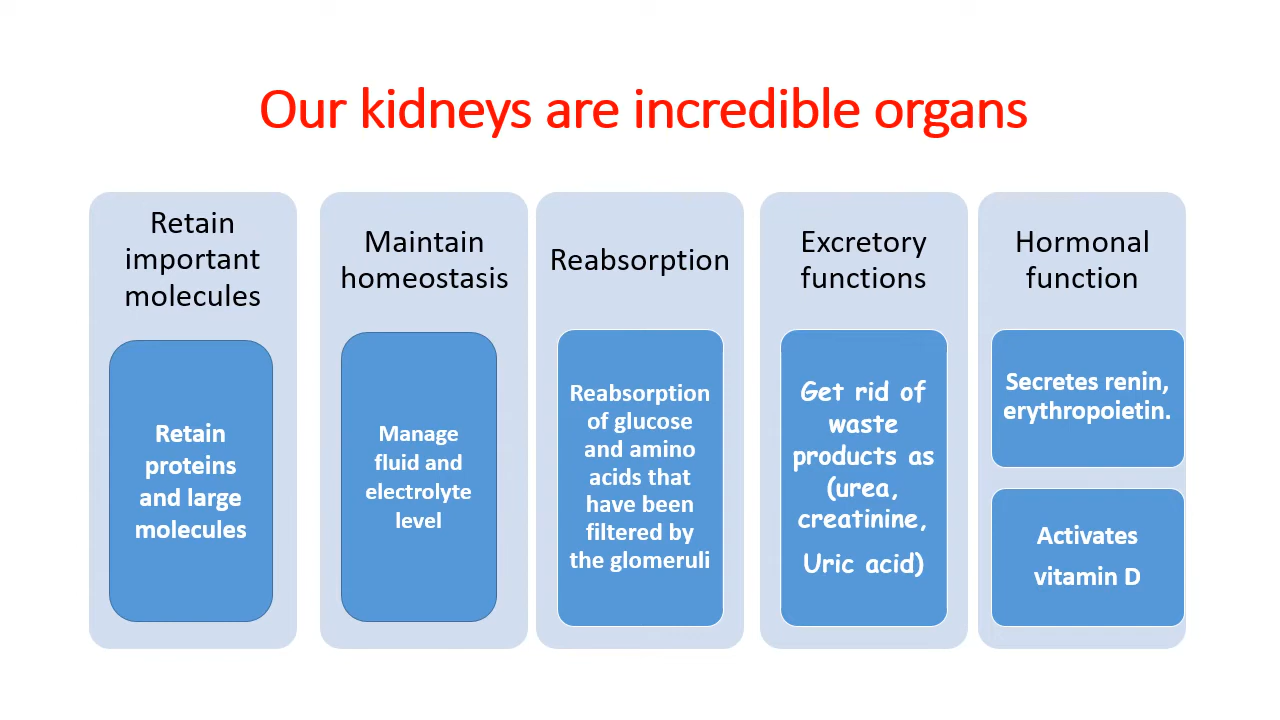 Our kidneys are incredible organs
Retain
important
molecules
Retain
proteins
and large
molecules
Maintain
homeostasis
Manage
fluid and
electrolyte
level
Reabsorption
Reabsorption
of glucose
and amino
acids that
have been
filtered by
the glomeruli
Excretory
functions
Get rid of
waste
products as
(urea,
creatinine,
Uric acid)
Hormonal
function
Secretes renin,
erythropoietin.
Activates
vitamin D